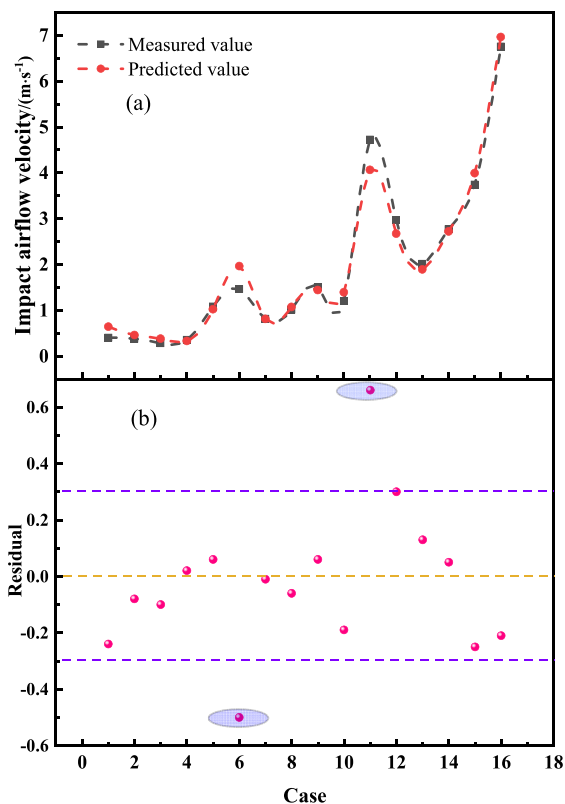 Measured value
Predicted value
(a)
Impact airflow velocity/(m·s⁻¹)
7
6
5
4
3
2
1
0
(b)
Residual
0.6
0.4
0.2
0.0
-0.2
-0.4
-0.6
0 2 4 6 8 10 12 14 16 18
Case